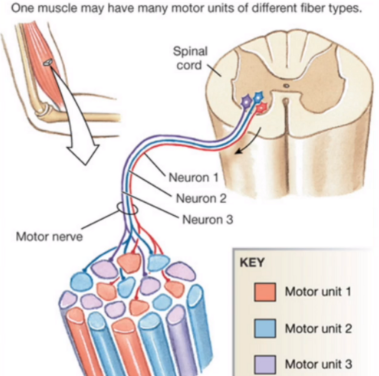 One muscle may have many motor units of different fiber types.
Spinal
cord
Neuron 1
Neuron 2
Neuron 3
Motor nerve
KEY
Motor unit 1
Motor unit 2
Motor unit 3